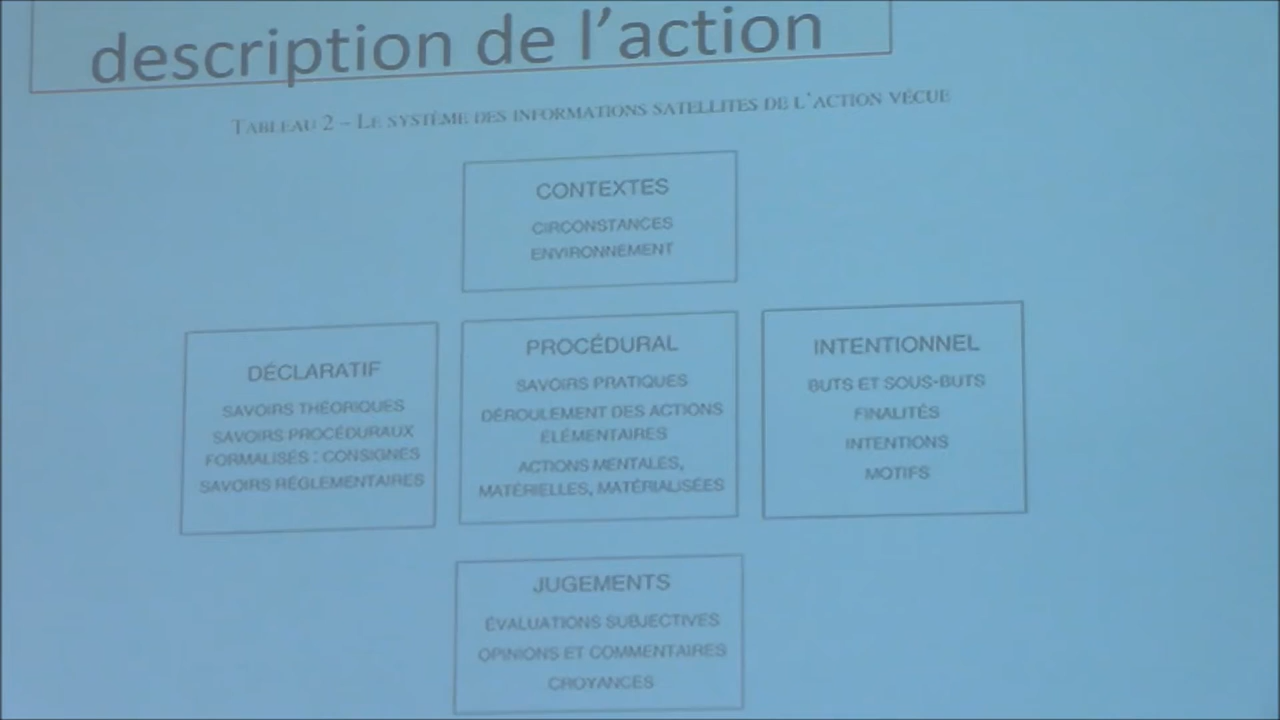 description de l'action
TABLEAU 2 – LE SYSTÈME DES INFORMATIONS SATELLITES DE L'ACTION VÉCUE
CONTEXTES
CIRCONSTANCES
ENVIRONNEMENT
DÉCLARATIF
SAVOIRS THÉORIQUES
SAVOIRS PROCÉDURAUX
FORMALISÉS : CONSIGNES
SAVOIRS RÉGLEMENTAIRES
PROCÉDURAL
SAVOIRS PRATIQUES
DÉROULEMENT DES ACTIONS
ÉLÉMENTAIRES
ACTIONS MENTALES,
MATÉRIELLES, MATÉRIALISÉES
INTENTIONNEL
BUTS ET SOUS-BUTS
FINALITÉS
INTENTIONS
MOTIFS
JUGEMENTS
ÉVALUATIONS SUBJECTIVES
OPINIONS ET COMMENTAIRES
CROYANCES